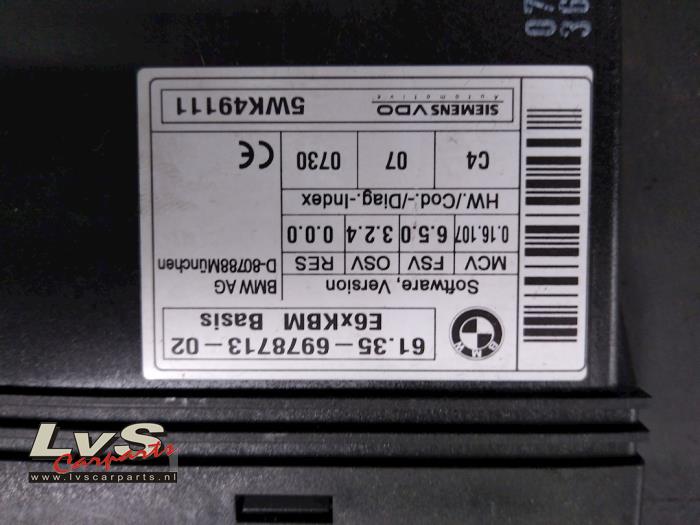 61.35-6978713-02
E6xKBM Basis
BMW
Software, Version
BMW AG
D-80788München
MCV FSV OSV RES
0.16.107 6.5.0 3.2.4 0.0.0
HW./Cod.-/Diag.-Index
C4 07 0730
CE
SIEMENS VDO
Automotive
5WK49111
LvS
Carparts
www.lvscarparts.nl